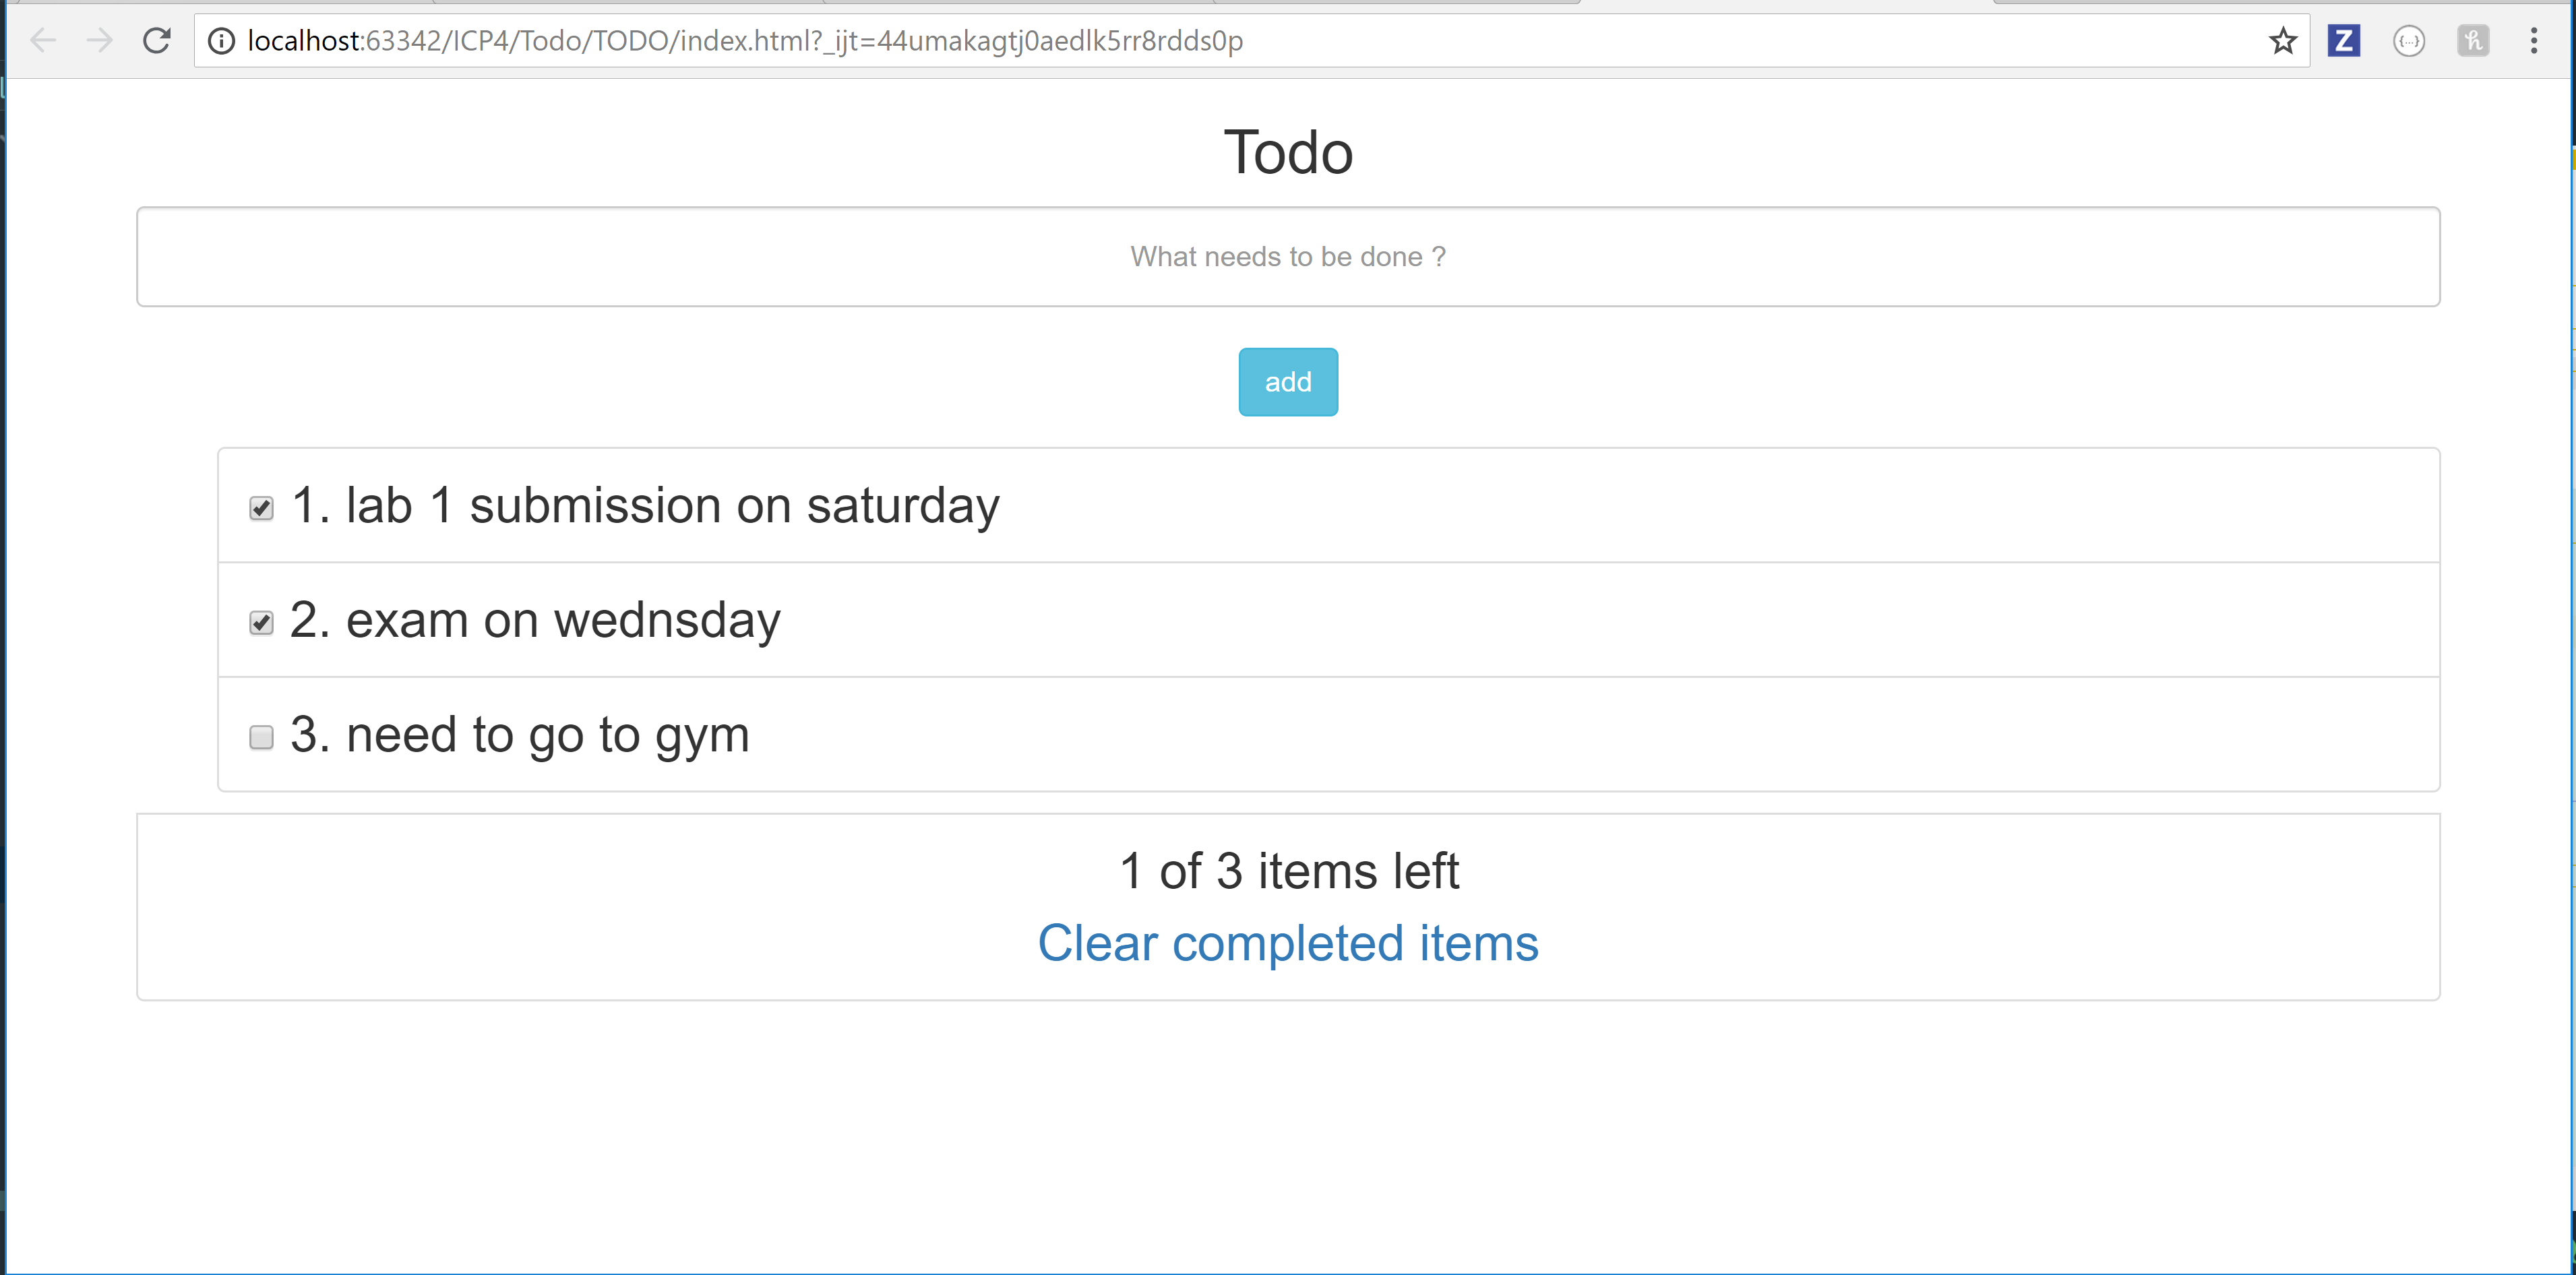 localhost:63342/ICP4/Todo/TODO/index.html?_ijt=44umakagtj0aedlk5rr8rdds0p
Z
{...}
h
Todo
What needs to be done ?
add
1. lab 1 submission on saturday
2. exam on wednsday
3. need to go to gym
1 of 3 items left
Clear completed items